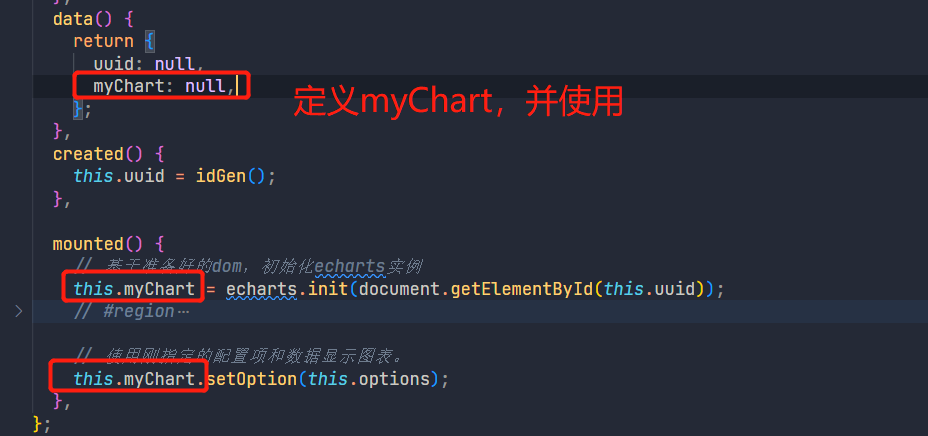 },
data() {
return {
uuid: null,
myChart: null,
};
定义myChart，并使用
},
created() {
this.uuid = idGen();
},
mounted() {
// 基于准备好的dom，初始化echarts实例
this.myChart = echarts.init(document.getElementById(this.uuid));
// #region…
// 使用刚指定的配置项和数据显示图表。
this.myChart.setOption(this.options);
},
};